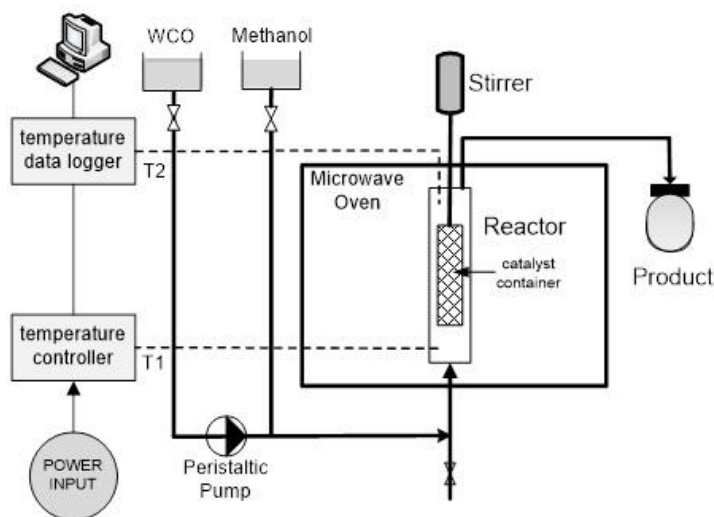 WCO
Methanol
Stirrer
temperature
data logger
T2
Microwave
Oven
Reactor
catalyst
container
Product
temperature
controller
T1
Peristaltic
Pump
POWER
INPUT